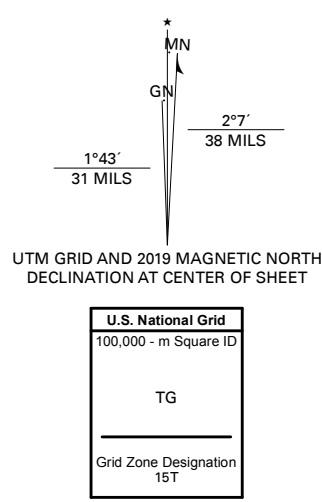 ★
MN
GN
2°7´
38 MILS
1°43´
31 MILS
UTM GRID AND 2019 MAGNETIC NORTH
DECLINATION AT CENTER OF SHEET
U.S. National Grid
100,000 - m Square ID
TG
Grid Zone Designation
15T